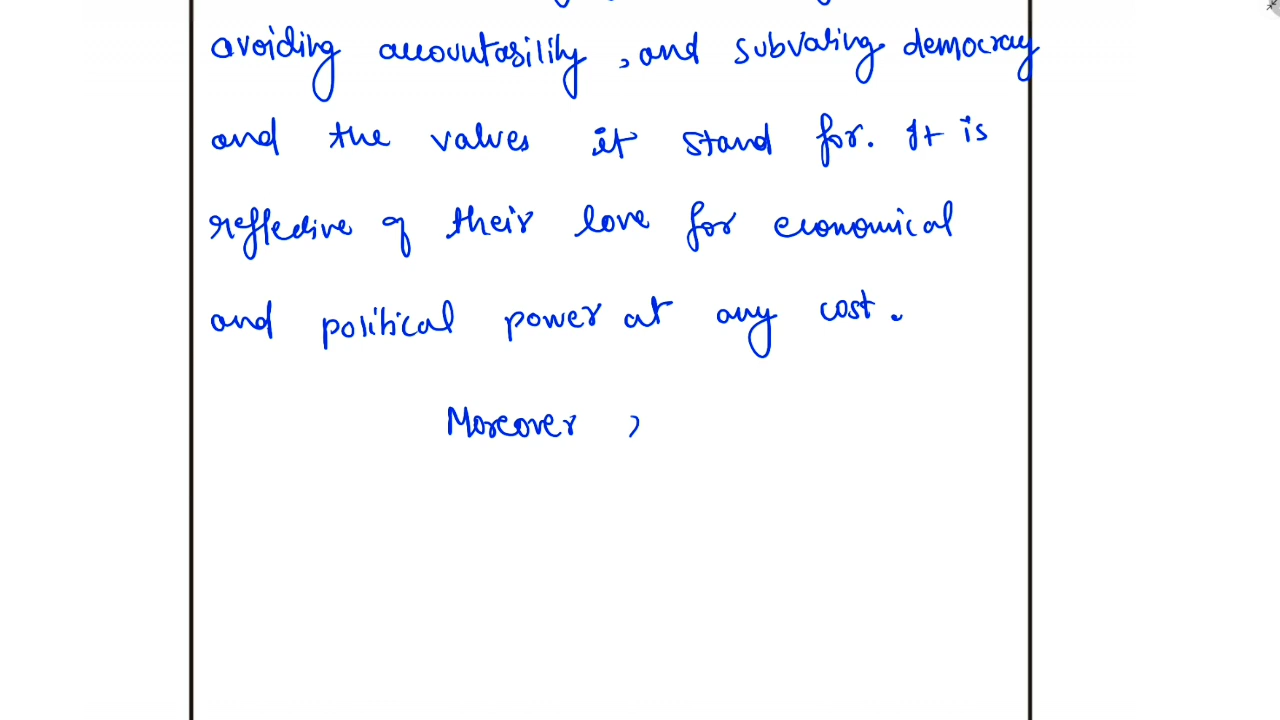 avoiding accountability, and subvating democracy
and the values it stand for. It is
reflective of their love for economical
and political power at any cost.
Moreover,